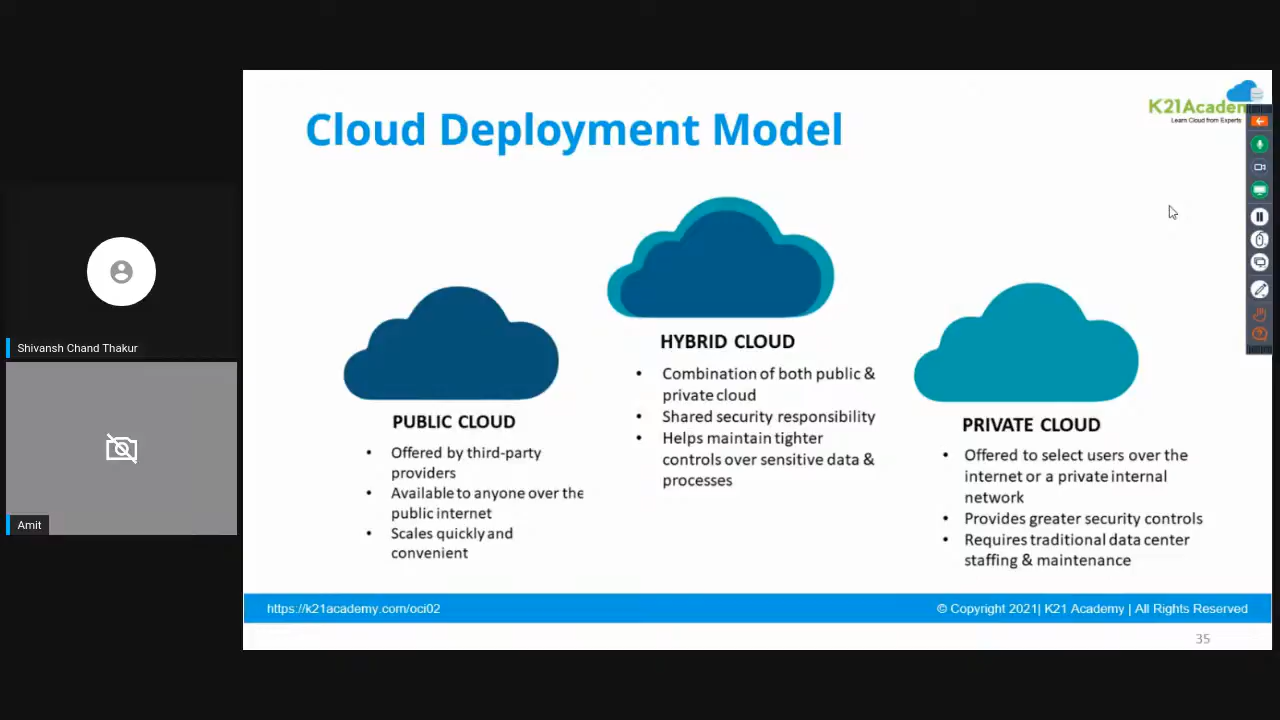 Cloud Deployment Model
K21Academ
Learn Cloud from Experts
Shivansh Chand Thakur
Amit
PUBLIC CLOUD
• Offered by third-party
providers
• Available to anyone over the
public internet
• Scales quickly and
convenient
HYBRID CLOUD
• Combination of both public &
private cloud
• Shared security responsibility
• Helps maintain tighter
controls over sensitive data &
processes
PRIVATE CLOUD
• Offered to select users over the
internet or a private internal
network
• Provides greater security controls
• Requires traditional data center
staffing & maintenance
https://k21academy.com/oci02
© Copyright 2021| K21 Academy | All Rights Reserved
35